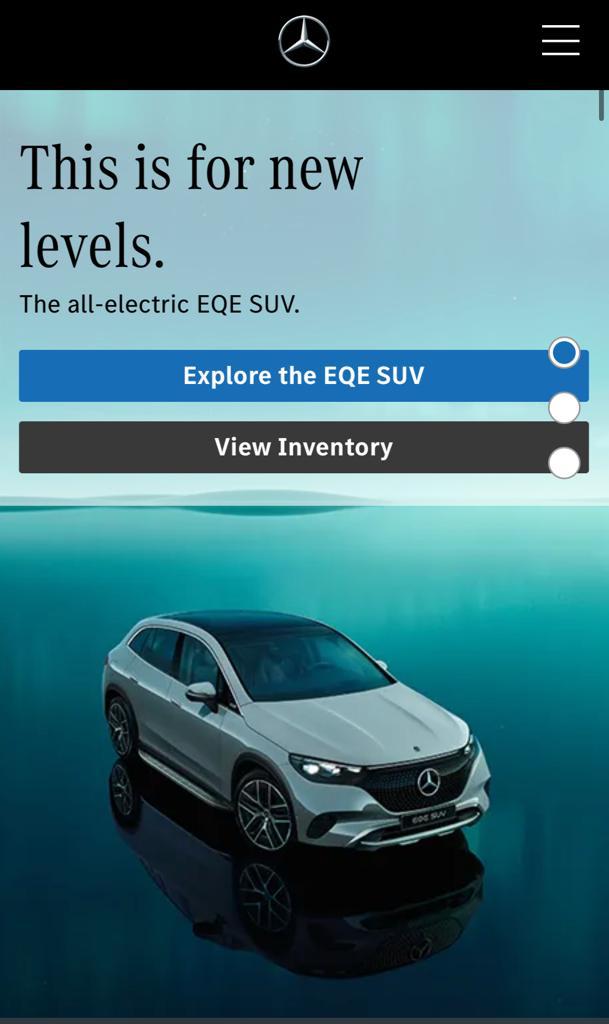 This is for new
levels.
The all-electric EQE SUV.
Explore the EQE SUV
View Inventory
EQE SUV